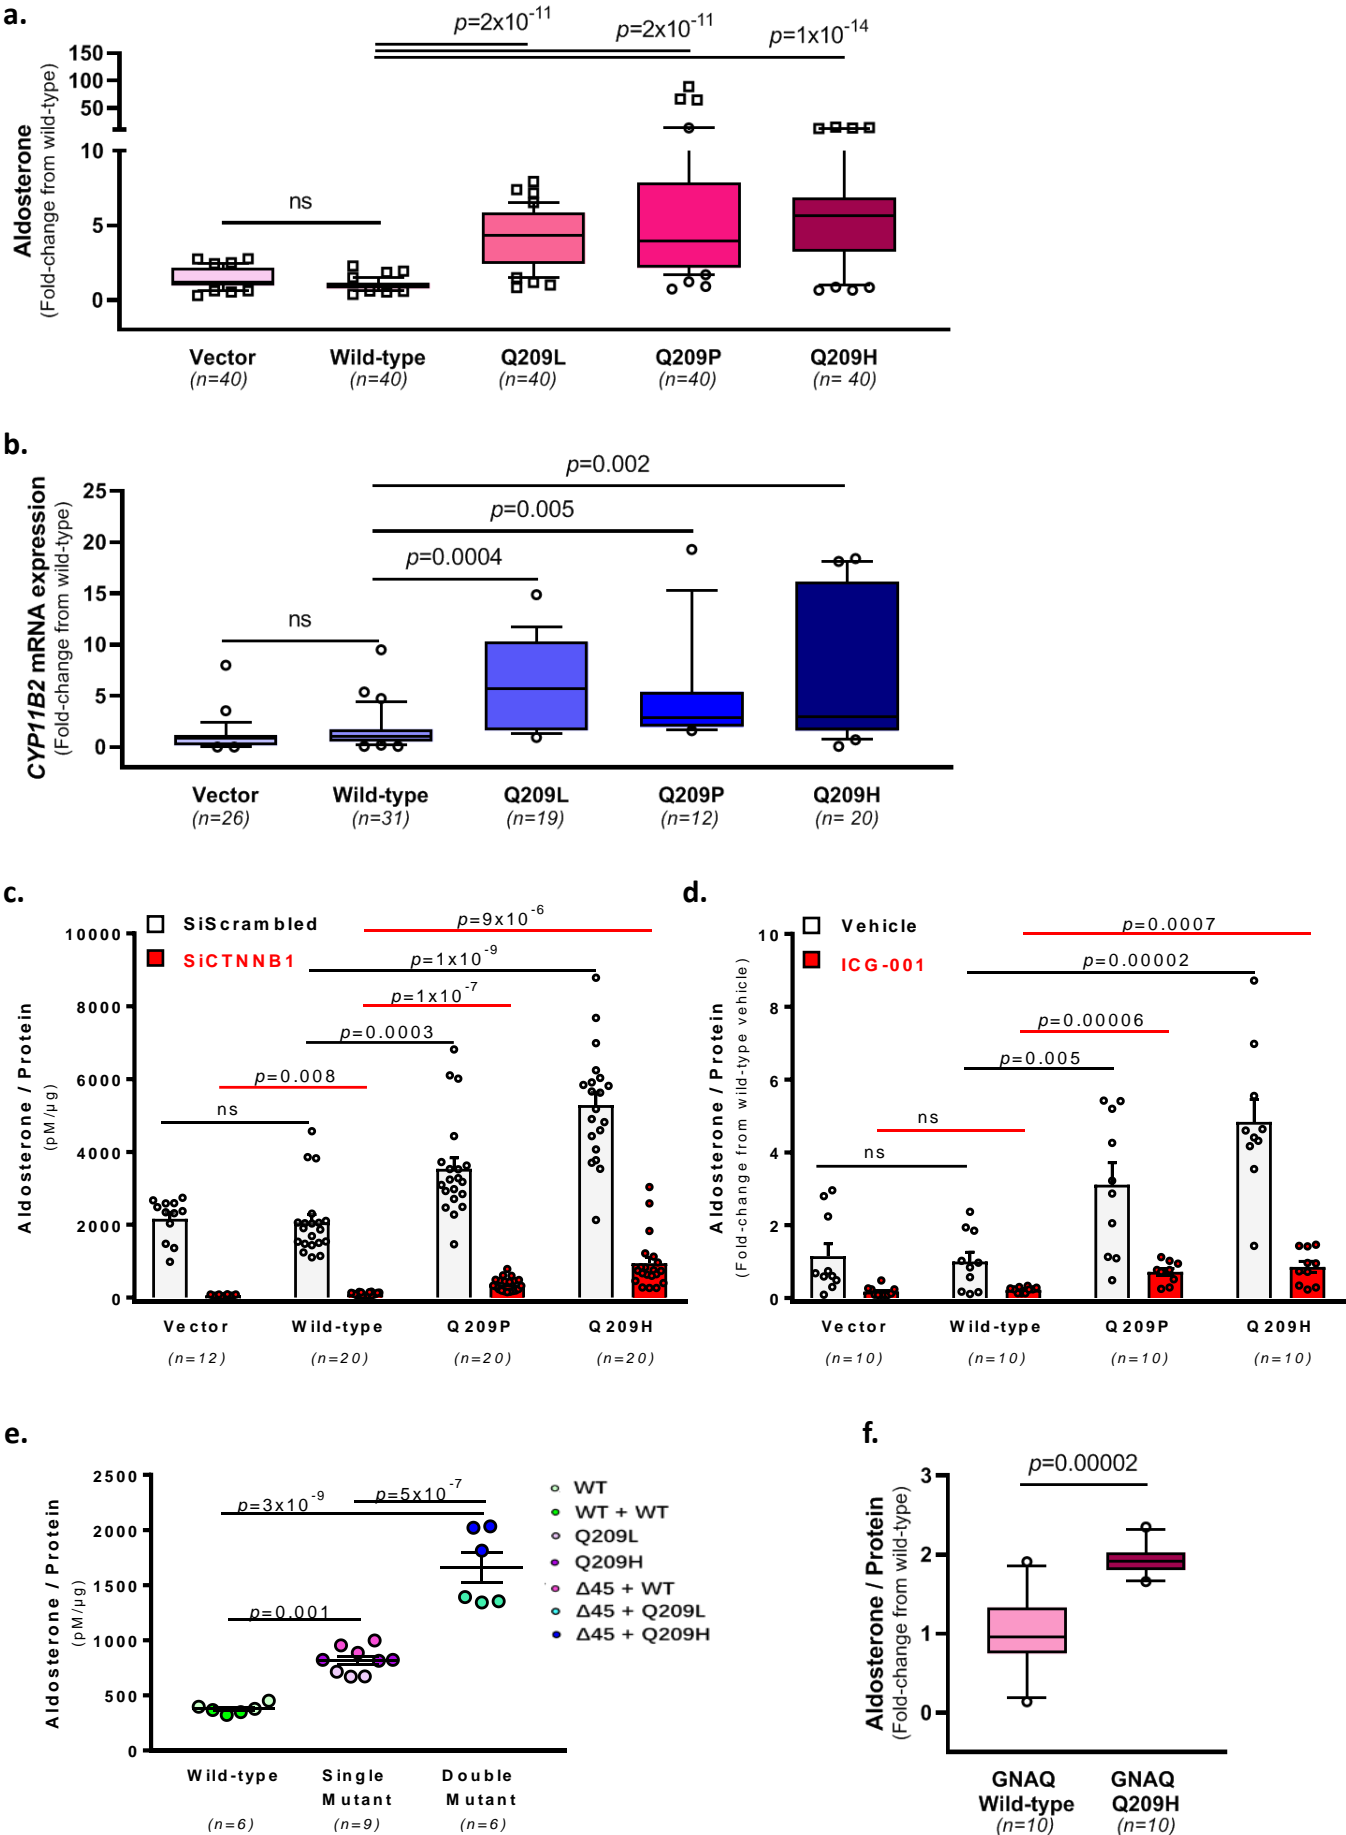 a.
p=2x10^-11
p=2x10^-11
p=1x10^-14
Aldosterone
(Fold-change from wild-type)
150
100
50
10
5
0
ns
Vector
Wild-type
Q209L
Q209P
Q209H
(n=40)
(n=40)
(n=40)
(n=40)
(n= 40)
b.
p=0.002
p=0.005
p=0.0004
ns
CYP11B2 mRNA expression
(Fold-change from wild-type)
25
20
15
10
5
0
Vector
Wild-type
Q209L
Q209P
Q209H
(n=26)
(n=31)
(n=19)
(n=12)
(n= 20)
c.
SiScrambled
SiCTNNB1
p=9x10^-6
p=1x10^-9
p=1x10^-7
p=0.0003
p=0.008
ns
Aldosterone / Protein
(pM/µg)
10000
8000
6000
4000
2000
0
Vector
Wild-type
Q209P
Q209H
(n=12)
(n=20)
(n=20)
(n=20)
d.
Vehicle
ICG-001
p=0.0007
p=0.00002
p=0.00006
p=0.005
ns
ns
Aldosterone / Protein
(Fold-change from wild-type vehicle)
10
8
6
4
2
0
Vector
Wild-type
Q209P
Q209H
(n=10)
(n=10)
(n=10)
(n=10)
e.
p=3x10^-9
p=5x10^-7
p=0.001
Aldosterone / Protein
(pM/µg)
2500
2000
1500
1000
500
0
WT
WT + WT
Q209L
Q209H
Δ45 + WT
Δ45 + Q209L
Δ45 + Q209H
Wild-type
Single
Mutant
Double
Mutant
(n=6)
(n=9)
(n=6)
f.
p=0.00002
Aldosterone / Protein
(Fold-change from wild-type)
3
2
1
0
GNAQ
Wild-type
(n=10)
GNAQ
Q209H
(n=10)